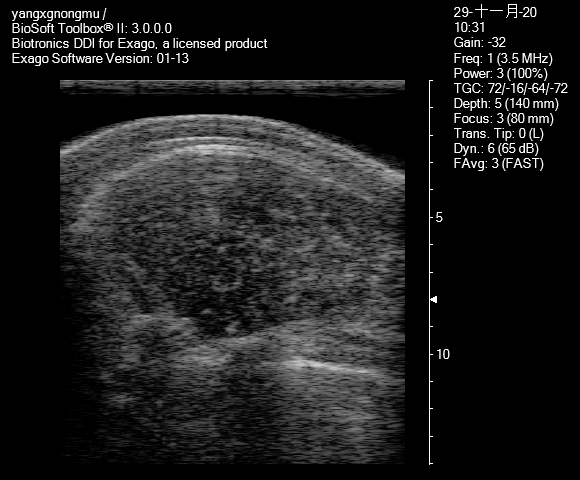 yangxgnongmu /
BioSoft Toolbox® II: 3.0.0.0
Biotronics DDI for Exago, a licensed product
Exago Software Version: 01-13
29-十一月-20
10:31
Gain: -32
Freq: 1 (3.5 MHz)
Power: 3 (100%)
TGC: 72/-16/-64/-72
Depth: 5 (140 mm)
Focus: 3 (80 mm)
Trans. Tip: 0 (L)
Dyn.: 6 (65 dB)
FAvg: 3 (FAST)
5
10